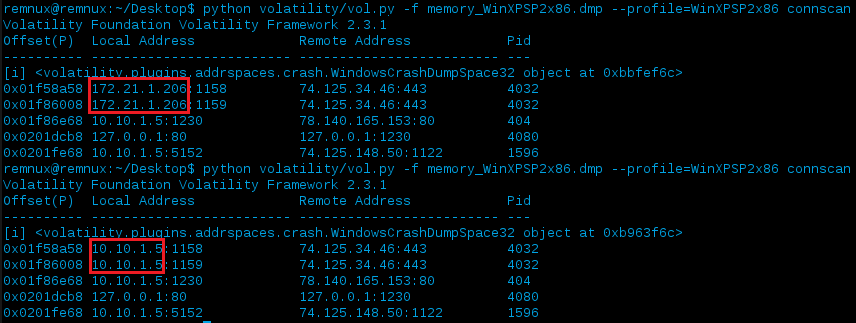 remnux@remnux:~/Desktop$ python volatility/vol.py -f memory_WinXPSP2x86.dmp --profile=WinXPSP2x86 connscan
Volatility Foundation Volatility Framework 2.3.1
Offset(P)  Local Address             Remote Address            Pid
---------- ------------------------- ------------------------- ---
[i] <volatility.plugins.addrspaces.crash.WindowsCrashDumpSpace32 object at 0xbbfef6c>
0x01f58a58 172.21.1.206:1158         74.125.34.46:443          4032
0x01f86008 172.21.1.206:1159         74.125.34.46:443          4032
0x01f86e68 10.10.1.5:1230            78.140.165.153:80         404
0x0201dcb8 127.0.0.1:80              127.0.0.1:1230            4080
0x0201fe68 10.10.1.5:5152            74.125.148.50:1122        1596
remnux@remnux:~/Desktop$ python volatility/vol.py -f memory_WinXPSP2x86.dmp --profile=WinXPSP2x86 connscan
Volatility Foundation Volatility Framework 2.3.1
Offset(P)  Local Address             Remote Address            Pid
---------- ------------------------- ------------------------- ---
[i] <volatility.plugins.addrspaces.crash.WindowsCrashDumpSpace32 object at 0xb963f6c>
0x01f58a58 10.10.1.5:1158            74.125.34.46:443          4032
0x01f86008 10.10.1.5:1159            74.125.34.46:443          4032
0x01f86e68 10.10.1.5:1230            78.140.165.153:80         404
0x0201dcb8 127.0.0.1:80              127.0.0.1:1230            4080
0x0201fe68 10.10.1.5:5152            74.125.148.50:1122        1596